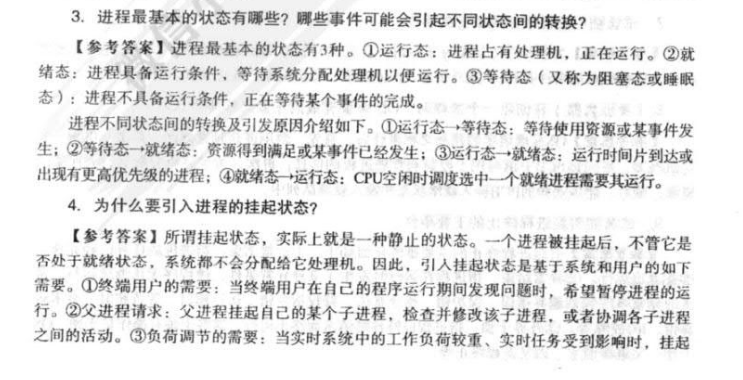 3. 进程最基本的状态有哪些？哪些事件可能会引起不同状态间的转换？
【参考答案】进程最基本的状态有3种。①运行态：进程占有处理机，正在运行。②就
绪态：进程具备运行条件，等待系统分配处理机以便运行。③等待态（又称为阻塞态或睡眠
态）：进程不具备运行条件，正在等待某个事件的完成。
进程不同状态间的转换及引发原因介绍如下。①运行态→等待态：等待使用资源或某事件发
生；②等待态→就绪态：资源得到满足或某事件已经发生；③运行态→就绪态：运行时间片到达或
出现有更高优先级的进程；④就绪态→运行态：CPU空闲时调度选中一个就绪进程需要其运行。
4. 为什么要引入进程的挂起状态？
【参考答案】所谓挂起状态，实际上就是一种静止的状态。一个进程被挂起后，不管它是
否处于就绪状态，系统都不会分配给它处理机。因此，引入挂起状态是基于系统和用户的如下
需要。①终端用户的需要：当终端用户在自己的程序运行期间发现问题时，希望暂停进程的运
行。②父进程请求：父进程挂起自己的某个子进程，检查并修改该子进程，或者协调各子进程
之间的活动。③负荷调节的需要：当实时系统中的工作负荷较重、实时任务受到影响时，挂起